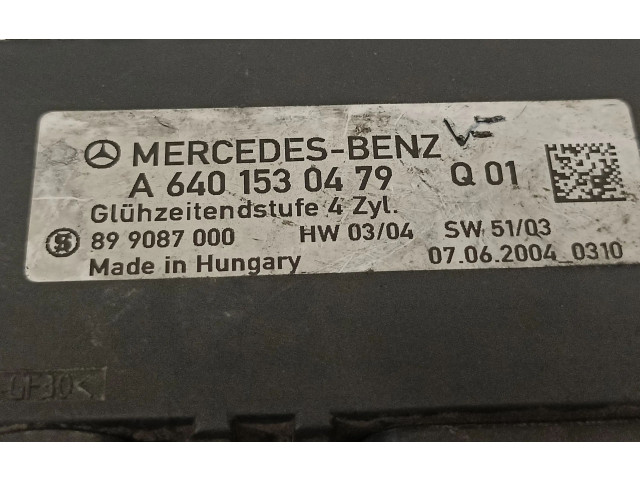 MERCEDES-BENZ
A 640 153 04 79 Q 01
Glühzeitendstufe 4 Zyl.
89 9087 000 HW 03/04 SW 51/03
Made in Hungary 07.06.2004_0310